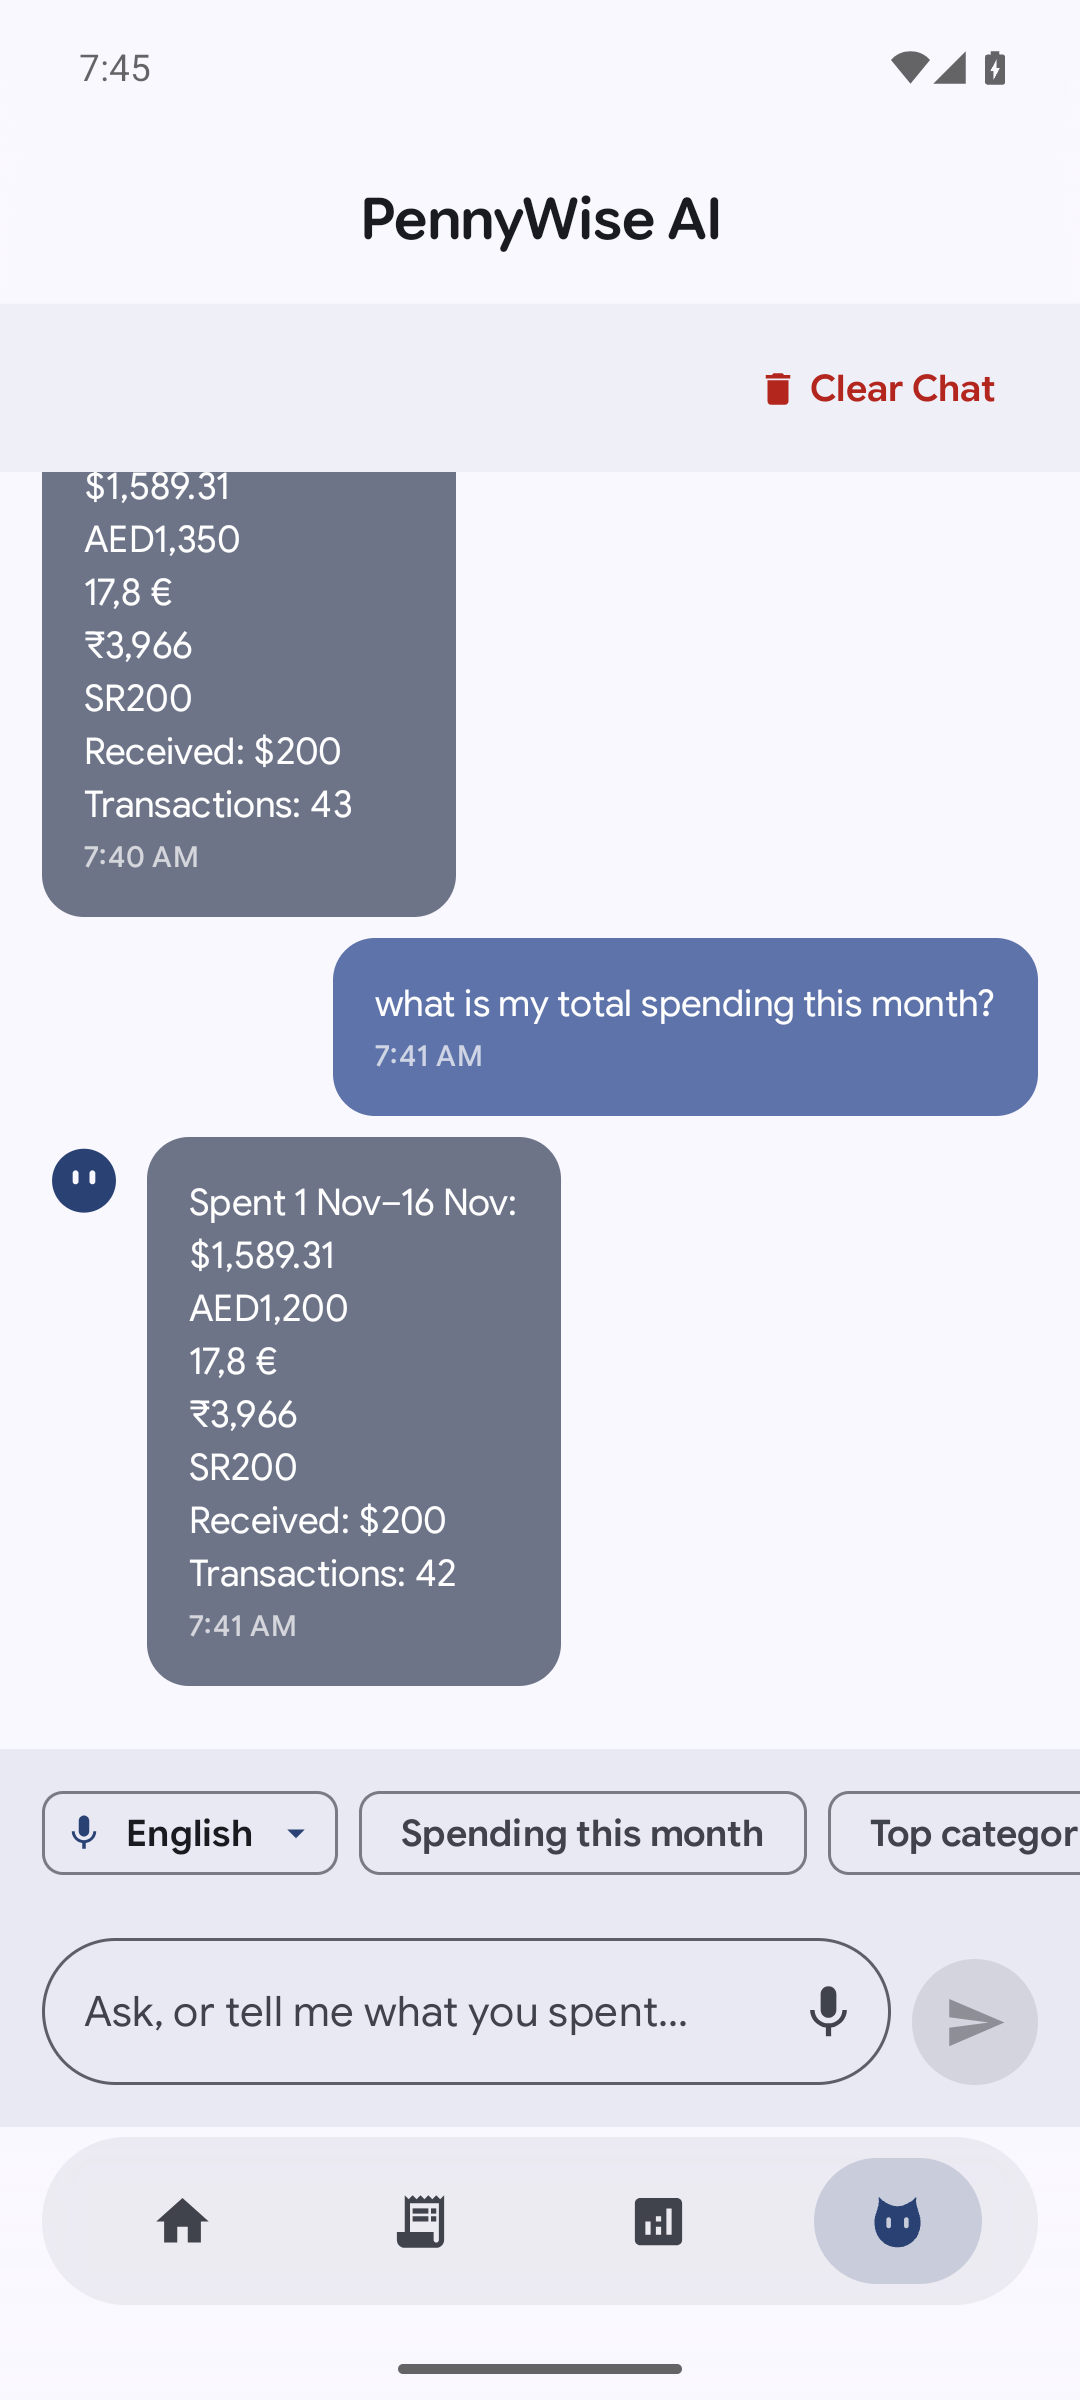 7:45
PennyWise AI
Clear Chat
$1,589.31
AED1,350
17,8 €
₹3,966
SR200
Received: $200
Transactions: 43
7:40 AM
what is my total spending this month?
7:41 AM
Spent 1 Nov–16 Nov:
$1,589.31
AED1,200
17,8 €
₹3,966
SR200
Received: $200
Transactions: 42
7:41 AM
English
Spending this month
Top categor
Ask, or tell me what you spent...